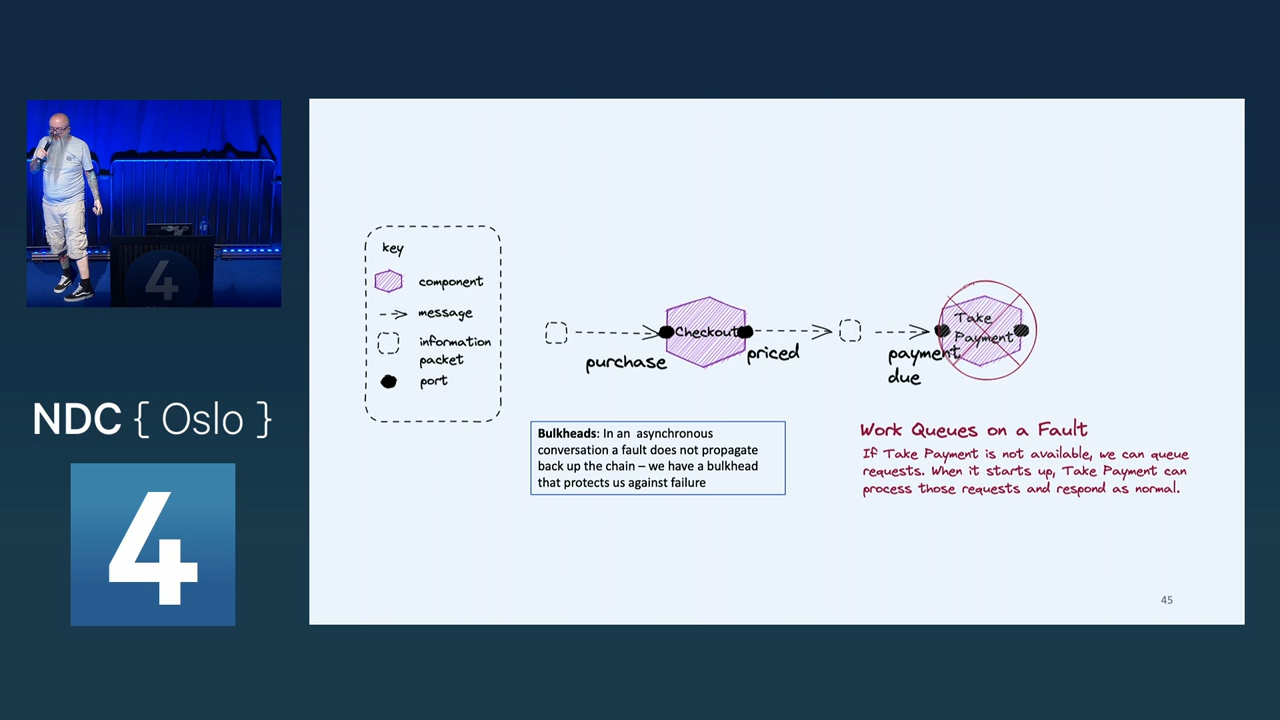 4
NDC { Oslo }
4
key
component
message
information
packet
port
purchase
Checkout
priced
payment
due
Take
Payment
Bulkheads: In an asynchronous
conversation a fault does not propagate
back up the chain – we have a bulkhead
that protects us against failure
Work Queues on a Fault
If Take Payment is not available, we can queue
requests. When it starts up, Take Payment can
process those requests and respond as normal.
45